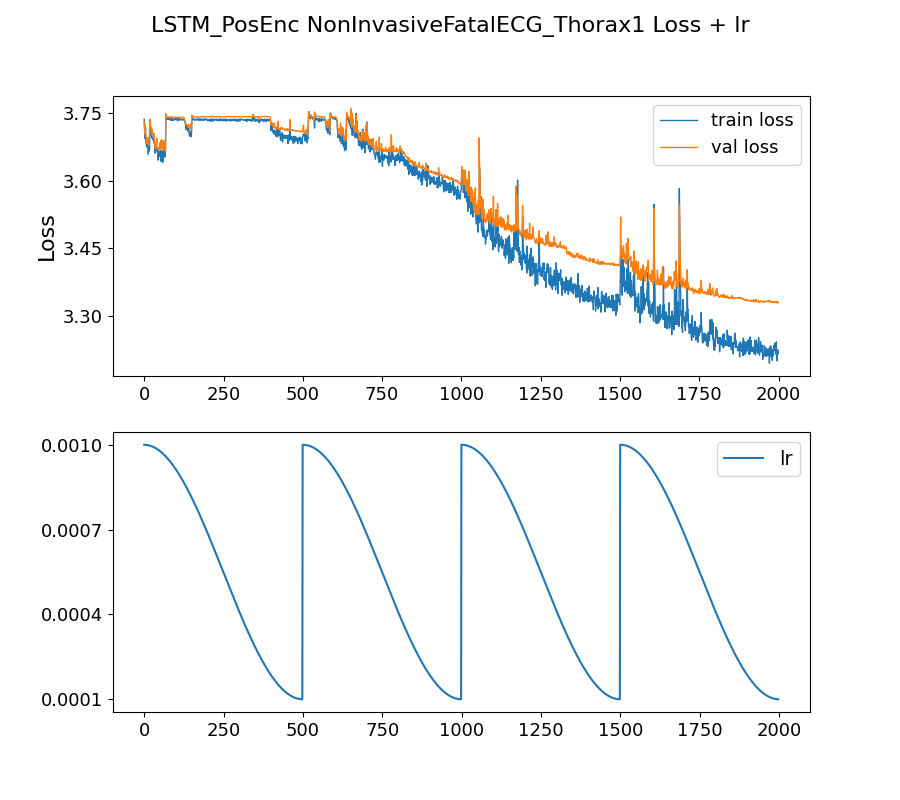 LSTM_PosEnc NonInvasiveFatalECG_Thorax1 Loss + lr
3.75
3.60
3.45
3.30
Loss
train loss
val loss
0 250 500 750 1000 1250 1500 1750 2000
0.0010
0.0007
0.0004
0.0001
lr
0 250 500 750 1000 1250 1500 1750 2000